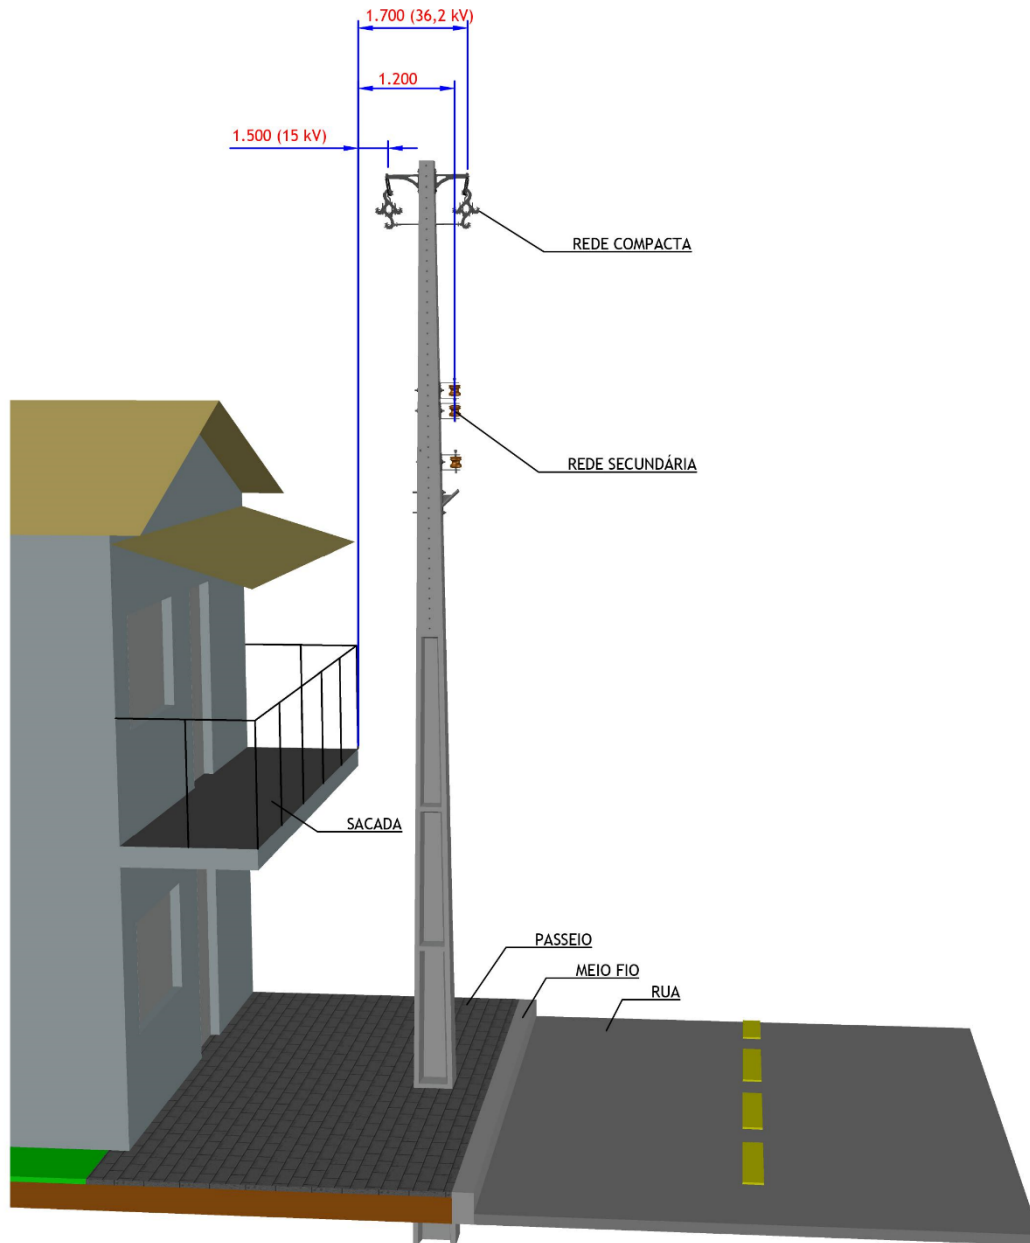 1.700 (36,2 kV)
1.200
1.500 (15 kV)
REDE COMPACTA
REDE SECUNDÁRIA
SACADA
PASSEIO
MEIO FIO
RUA